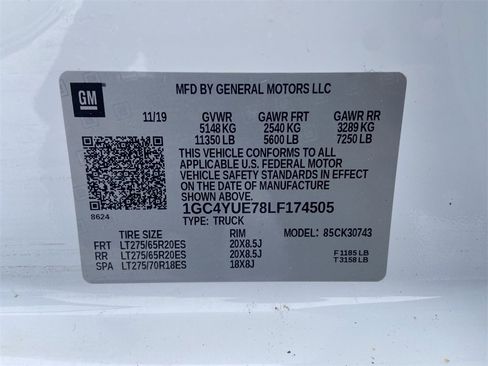 GM
MFD BY GENERAL MOTORS LLC
11/19 GVWR GAWR FRT GAWR RR
5148 KG 2540 KG 3289 KG
11350 LB 5600 LB 7250 LB
THIS VEHICLE CONFORMS TO ALL
APPLICABLE U.S. FEDERAL MOTOR
VEHICLE SAFETY STANDARDS IN
EFFECT ON THE DATE OF
MANUFACTURE SHOWN ABOVE.
1GC4YUE78LF174505
8624 TYPE: TRUCK
TIRE SIZE RIM MODEL: 85CK30743
FRT LT275/65R20ES 20X8.5J F1185 LB
RR LT275/65R20ES 20X8.5J T3158 LB
SPA LT275/70R18ES 18X8J